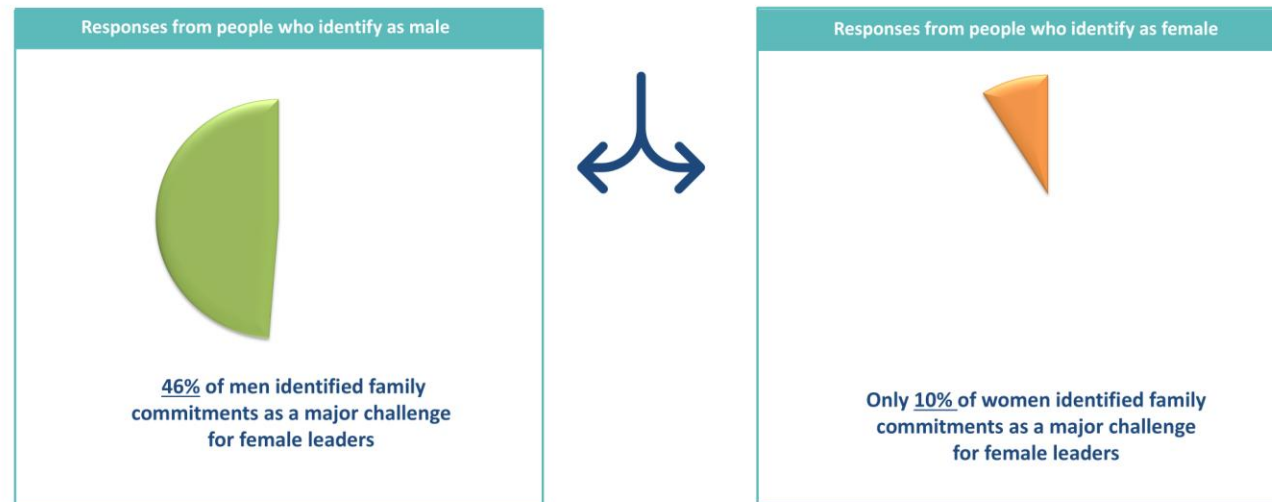 Responses from people who identify as male
46% of men identified family
commitments as a major challenge
for female leaders
Responses from people who identify as female
Only 10% of women identified family
commitments as a major challenge
for female leaders